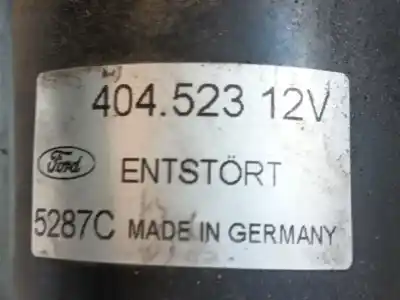 404.523 12V
Ford ENTSTÖRT
5287C MADE IN GERMANY